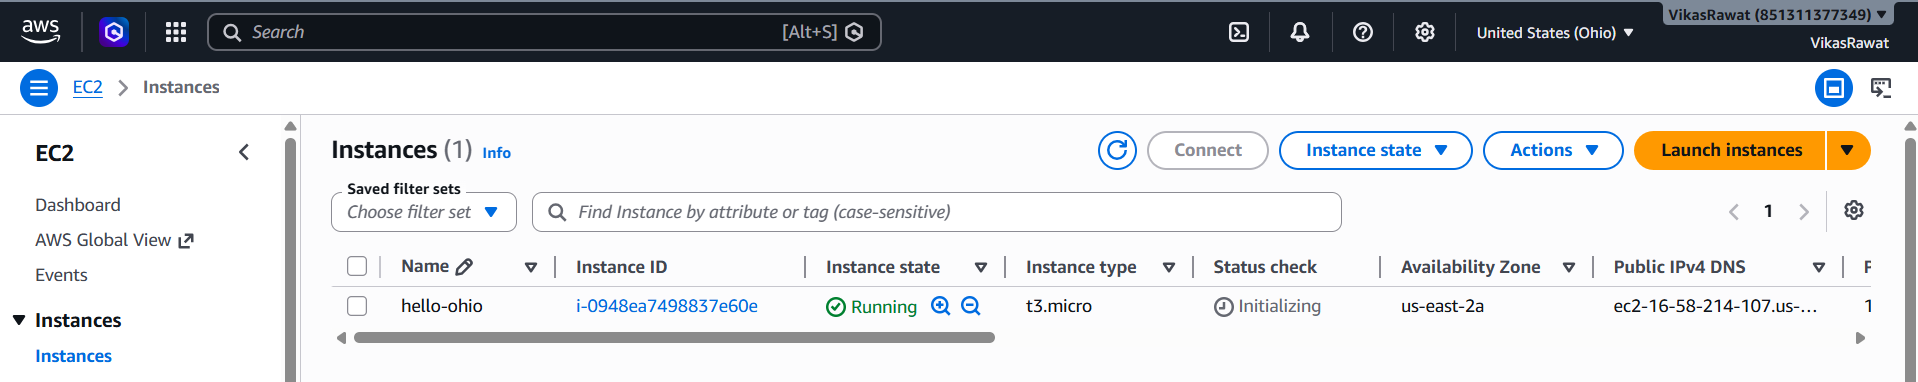 aws
Search [Alt+S]
United States (Ohio)
VikasRawat (851311377349)
VikasRawat
EC2 Instances
EC2
Dashboard
AWS Global View
Events
Instances
Instances
Instances (1) Info
Connect
Instance state
Actions
Launch instances
Saved filter sets
Choose filter set
Find Instance by attribute or tag (case-sensitive)
1
Name Instance ID Instance state Instance type Status check Availability Zone Public IPv4 DNS
hello-ohio i-0948ea7498837e60e Running t3.micro Initializing us-east-2a ec2-16-58-214-107.us-...